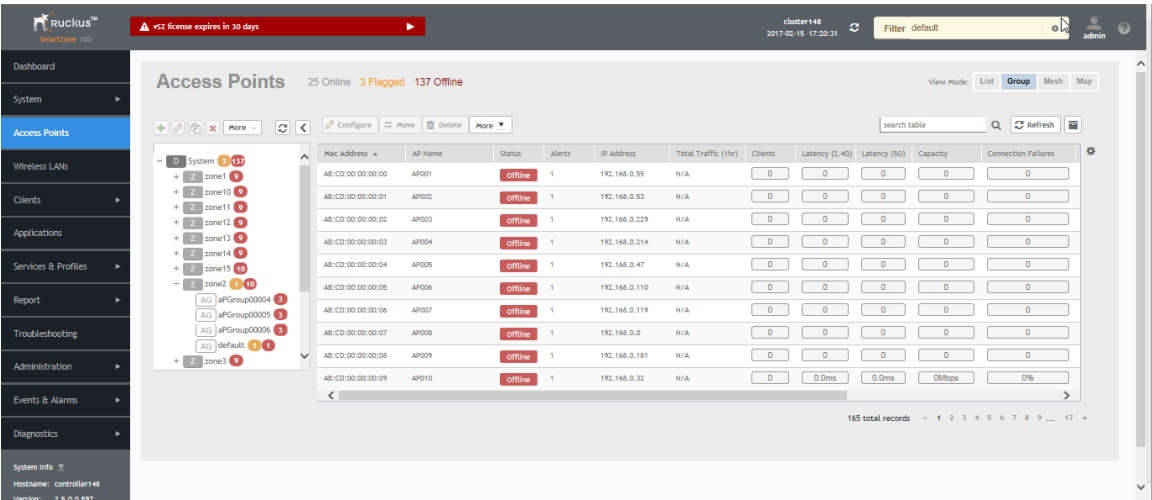 Ruckus™
SmartZone 100
vSZ license expires in 30 days
cluster148
2017-02-15 17:20:31
Filter default
admin
Dashboard
System
Access Points
Wireless LANs
Clients
Applications
Services & Profiles
Report
Troubleshooting
Administration
Events & Alarms
Diagnostics
System Info
Hostname: controller148
Version: 3.5.0.0.597
Access Points 25 Online 3 Flagged 137 Offline
View Mode: List Group Mesh Map
More
Configure Move Delete More
search table Refresh
D System 3 137
Z zone1 9
Z zone10 9
Z zone11 9
Z zone12 9
Z zone13 9
Z zone14 9
Z zone15 10
Z zone2 1 10
AG aPGroup00004 3
AG aPGroup00005 3
AG aPGroup00006 3
AG default 1 1
Z zone3 9
Mac Address AP Name Status Alerts IP Address Total Traffic (1hr) Clients Latency (2.4G) Latency (5G) Capacity Connection Failures
AB:CD:00:00:00:00 AP001 Offline 1 192.168.0.55 N/A 0 0 0 0 0
AB:CD:00:00:00:01 AP002 Offline 1 192.168.0.53 N/A 0 0 0 0 0
AB:CD:00:00:00:02 AP003 Offline 1 192.168.0.229 N/A 0 0 0 0 0
AB:CD:00:00:00:03 AP004 Offline 1 192.168.0.214 N/A 0 0 0 0 0
AB:CD:00:00:00:04 AP005 Offline 1 192.168.0.47 N/A 0 0 0 0 0
AB:CD:00:00:00:05 AP006 Offline 1 192.168.0.110 N/A 0 0 0 0 0
AB:CD:00:00:00:06 AP007 Offline 1 192.168.0.119 N/A 0 0 0 0 0
AB:CD:00:00:00:07 AP008 Offline 1 192.168.0.0 N/A 0 0 0 0 0
AB:CD:00:00:00:08 AP009 Offline 1 192.168.0.181 N/A 0 0 0 0 0
AB:CD:00:00:00:09 AP010 Offline 1 192.168.0.32 N/A 0 0.0ms 0.0ms 0Mbps 0%
165 total records « 1 2 3 4 5 6 7 8 9 ... 17 »